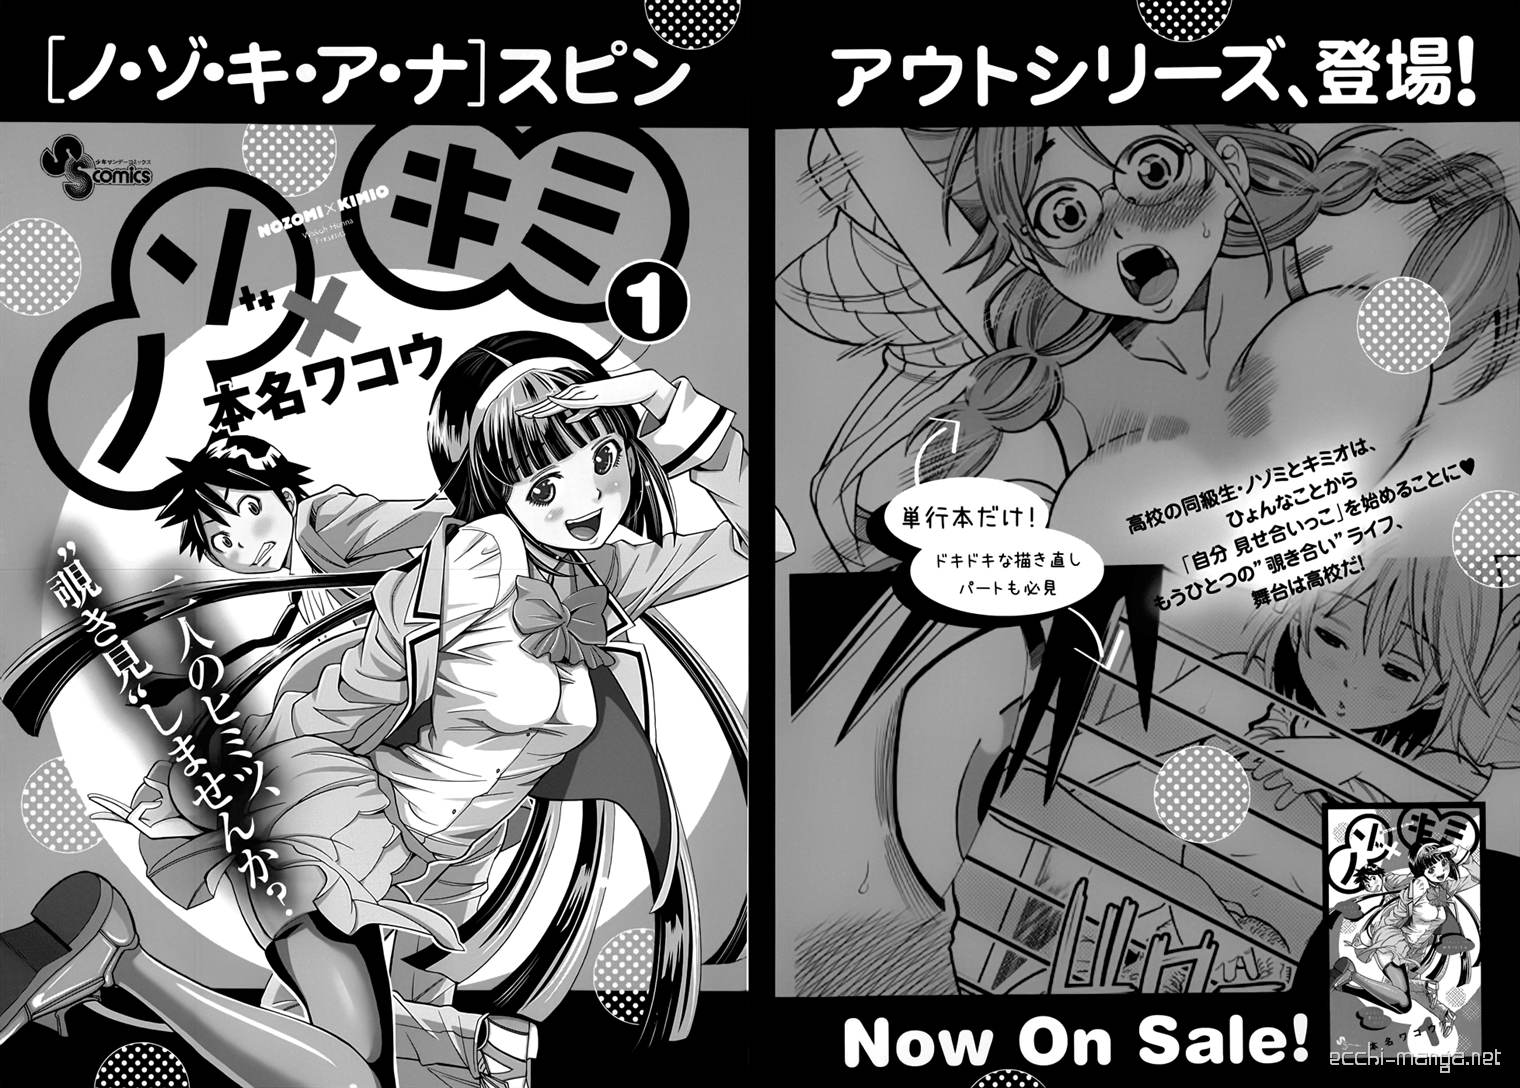 [ノ・ゾ・キ・ア・ナ]スピン
アウトシリーズ、登場!
少年サンデーコミックス
SS comics
ノゾ×キミ
NOZOMI×KIMIO
Wakoh Honna
Presents
1
本名ワコウ
二人のヒミツ、
"覗き見"しませんか?
単行本だけ!
ドキドキな描き直し
パートも必見
高校の同級生・ノゾミとキミオは、
ひょんなことから
「自分 見せ合いっこ」を始めることに♥
もうひとつの"覗き合い"ライフ、
舞台は高校だ!
ノゾ×キミ
本名ワコウ
1
Now On Sale!
ecchi-manga.net